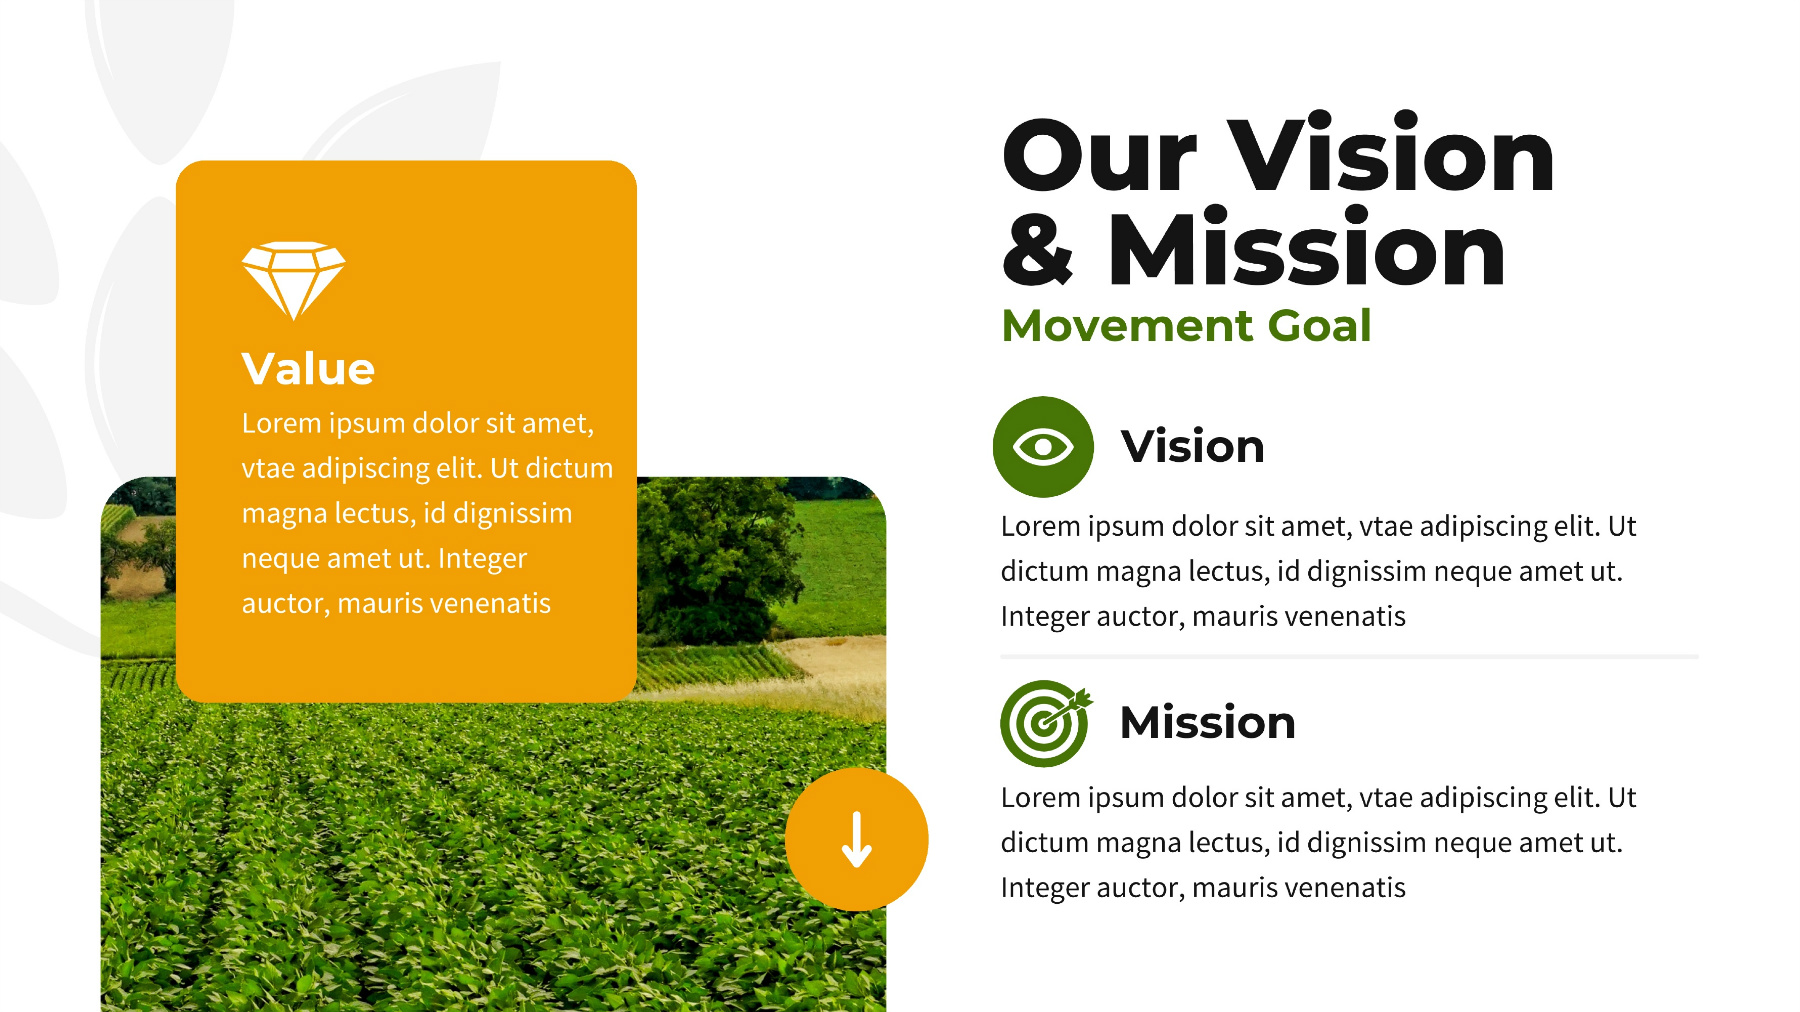 Our Vision
& Mission
Movement Goal
Value
Lorem ipsum dolor sit amet,
vtae adipiscing elit. Ut dictum
magna lectus, id dignissim
neque amet ut. Integer
auctor, mauris venenatis
Vision
Lorem ipsum dolor sit amet, vtae adipiscing elit. Ut
dictum magna lectus, id dignissim neque amet ut.
Integer auctor, mauris venenatis
Mission
Lorem ipsum dolor sit amet, vtae adipiscing elit. Ut
dictum magna lectus, id dignissim neque amet ut.
Integer auctor, mauris venenatis